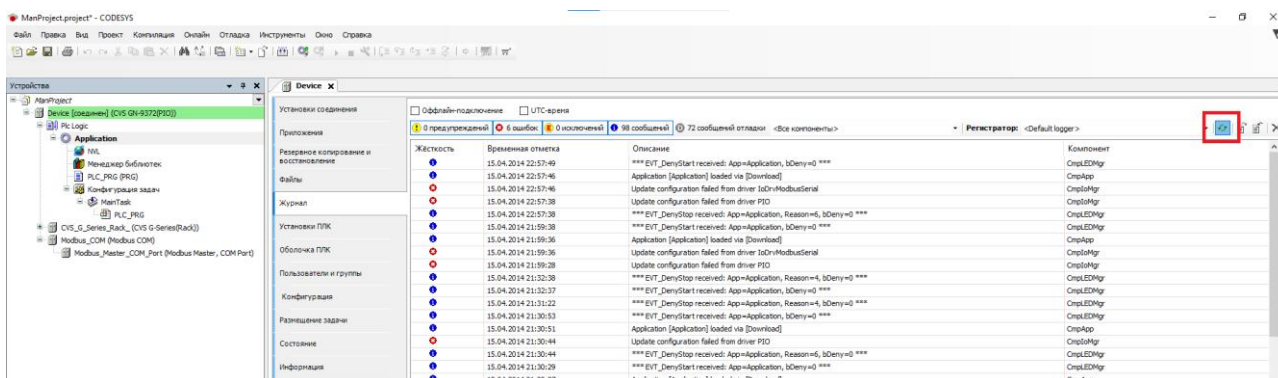 ManProject.project* - CODESYS
Файл Правка Вид Проект Компиляция Онлайн Отладка Инструменты Окно Справка
Устройства
Device
ManProject
Device [соединен] (CVS GN-9372(PIO))
Plc Logic
Application
NVL
Менеджер библиотек
PLC_PRG (PRG)
Конфигурация задач
MainTask
PLC_PRG
CVS_G_Series_Rack_ (CVS G-Series(Rack))
Modbus_COM (Modbus COM)
Modbus_Master_COM_Port (Modbus Master, COM Port)
Установки соединения
Приложения
Резервное копирование и
восстановление
Файлы
Журнал
Установки ПЛК
Оболочка ПЛК
Пользователи и группы
Конфигурация
Размещение задачи
Состояние
Информация
Оффлайн-подключение UTC-время
0 предупреждений 6 ошибок 0 исключений 98 сообщений 72 сообщений отладки <Все компоненты> Регистратор: <Default logger>
Жёсткость Временная отметка Описание Компонент
15.04.2014 22:57:49 *** EVT_DenyStart received: App=Application, bDeny=0 *** CmpLEDMgr
15.04.2014 22:57:46 Application [Application] loaded via [Download] CmpApp
15.04.2014 22:57:46 Update configuration failed from driver IoDrvModbusSerial CmpIoMgr
15.04.2014 22:57:38 Update configuration failed from driver PIO CmpIoMgr
15.04.2014 22:57:38 *** EVT_DenyStop received: App=Application, Reason=6, bDeny=0 *** CmpLEDMgr
15.04.2014 21:59:38 *** EVT_DenyStart received: App=Application, bDeny=0 *** CmpLEDMgr
15.04.2014 21:59:36 Application [Application] loaded via [Download] CmpApp
15.04.2014 21:59:36 Update configuration failed from driver IoDrvModbusSerial CmpIoMgr
15.04.2014 21:59:28 Update configuration failed from driver PIO CmpIoMgr
15.04.2014 21:32:38 *** EVT_DenyStop received: App=Application, Reason=4, bDeny=0 *** CmpLEDMgr
15.04.2014 21:32:37 *** EVT_DenyStart received: App=Application, bDeny=0 *** CmpLEDMgr
15.04.2014 21:31:22 *** EVT_DenyStop received: App=Application, Reason=4, bDeny=0 *** CmpLEDMgr
15.04.2014 21:30:53 *** EVT_DenyStart received: App=Application, bDeny=0 *** CmpLEDMgr
15.04.2014 21:30:51 Application [Application] loaded via [Download] CmpApp
15.04.2014 21:30:44 Update configuration failed from driver PIO CmpIoMgr
15.04.2014 21:30:44 *** EVT_DenyStop received: App=Application, Reason=6, bDeny=0 *** CmpLEDMgr
15.04.2014 21:30:29 *** EVT_DenyStart received: App=Application, bDeny=0 *** CmpLEDMgr